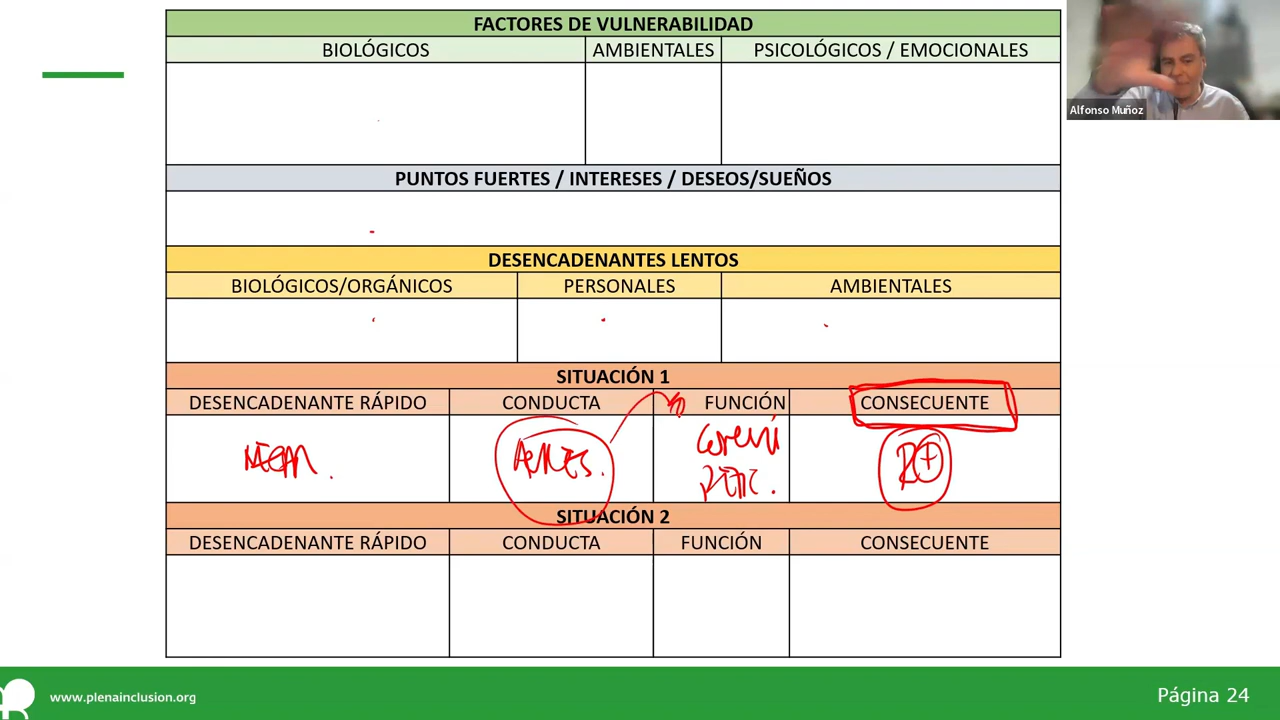 FACTORES DE VULNERABILIDAD
BIOLÓGICOS AMBIENTALES PSICOLÓGICOS / EMOCIONALES
Alfonso Muñoz
PUNTOS FUERTES / INTERESES / DESEOS/SUEÑOS
DESENCADENANTES LENTOS
BIOLÓGICOS/ORGÁNICOS PERSONALES AMBIENTALES
SITUACIÓN 1
DESENCADENANTE RÁPIDO CONDUCTA FUNCIÓN CONSECUENTE
R+
SITUACIÓN 2
DESENCADENANTE RÁPIDO CONDUCTA FUNCIÓN CONSECUENTE
www.plenainclusion.org
Página 24